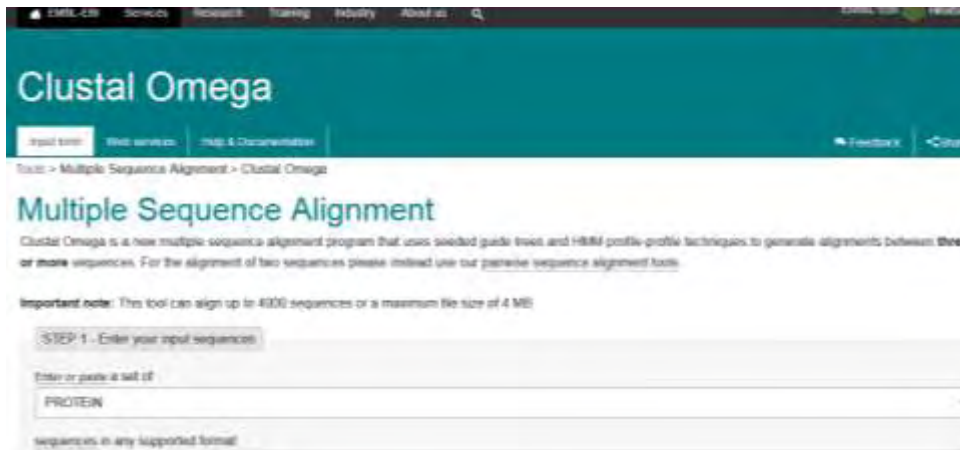 EMBL-EBI Services Research Training Industry About us
Clustal Omega
Input form Web services Help & Documentation Feedback
Tools > Multiple Sequence Alignment > Clustal Omega
Multiple Sequence Alignment
Clustal Omega is a new multiple sequence alignment program that uses seeded guide trees and HMM profile-profile techniques to generate alignments between three
or more sequences. For the alignment of two sequences please instead use our pairwise sequence alignment tools.
Important note: This tool can align up to 4000 sequences or a maximum file size of 4 MB.
STEP 1 - Enter your input sequences
Enter or paste a set of
PROTEIN
sequences in any supported format: